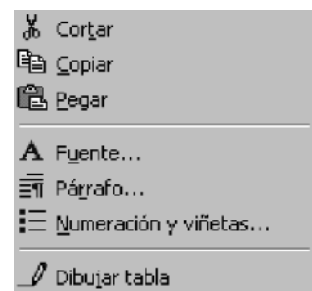 Cortar
Copiar
Pegar
Fuente...
Párrafo...
Numeración y viñetas...
Dibujar tabla